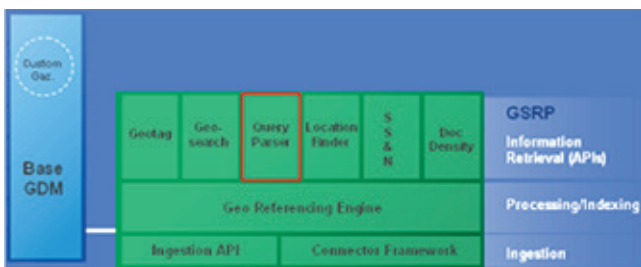 Custom
Gaz.
Base
GDM
Geotag
Geo-
search
Query
Parser
Location
Finder
S
S
&
N
Doc
Density
GSRP
Information
Retrieval (APIs)
Geo Referencing Engine
Processing/Indexing
Ingestion API
Connector Framework
Ingestion